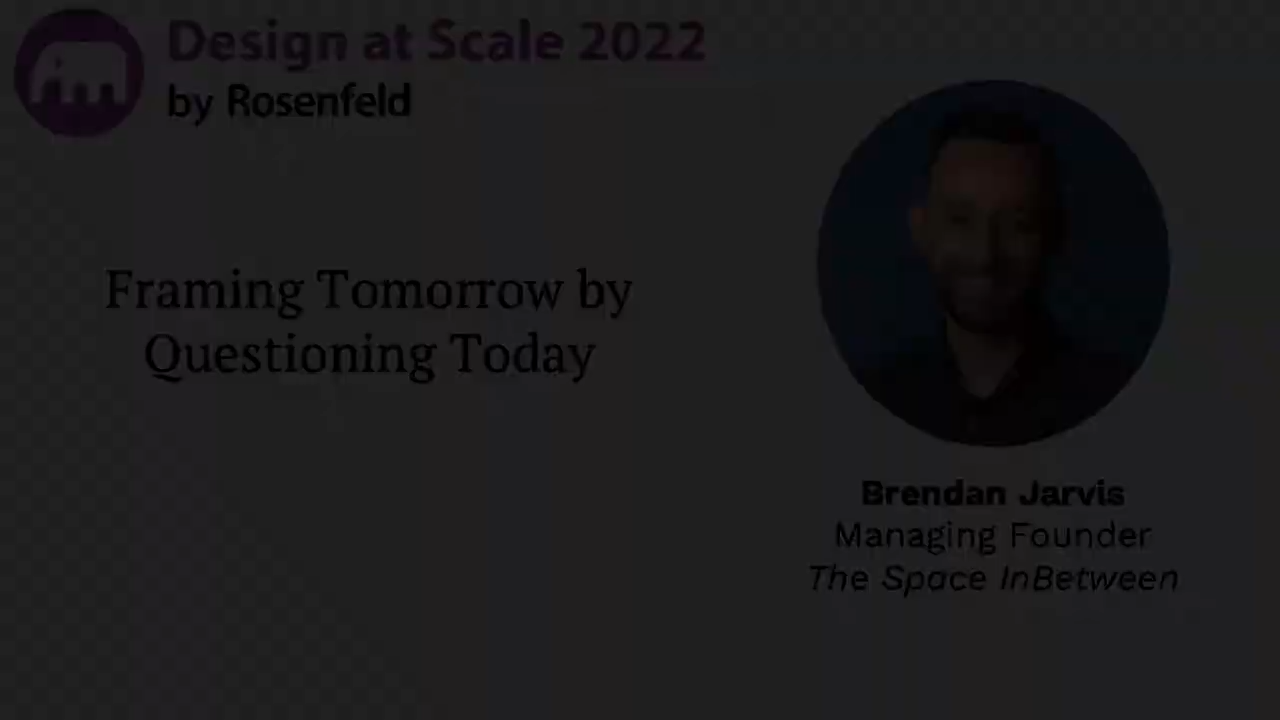 Design at Scale 2022
by Rosenfeld
Framing Tomorrow by
Questioning Today
Brendan Jarvis
Managing Founder
The Space InBetween